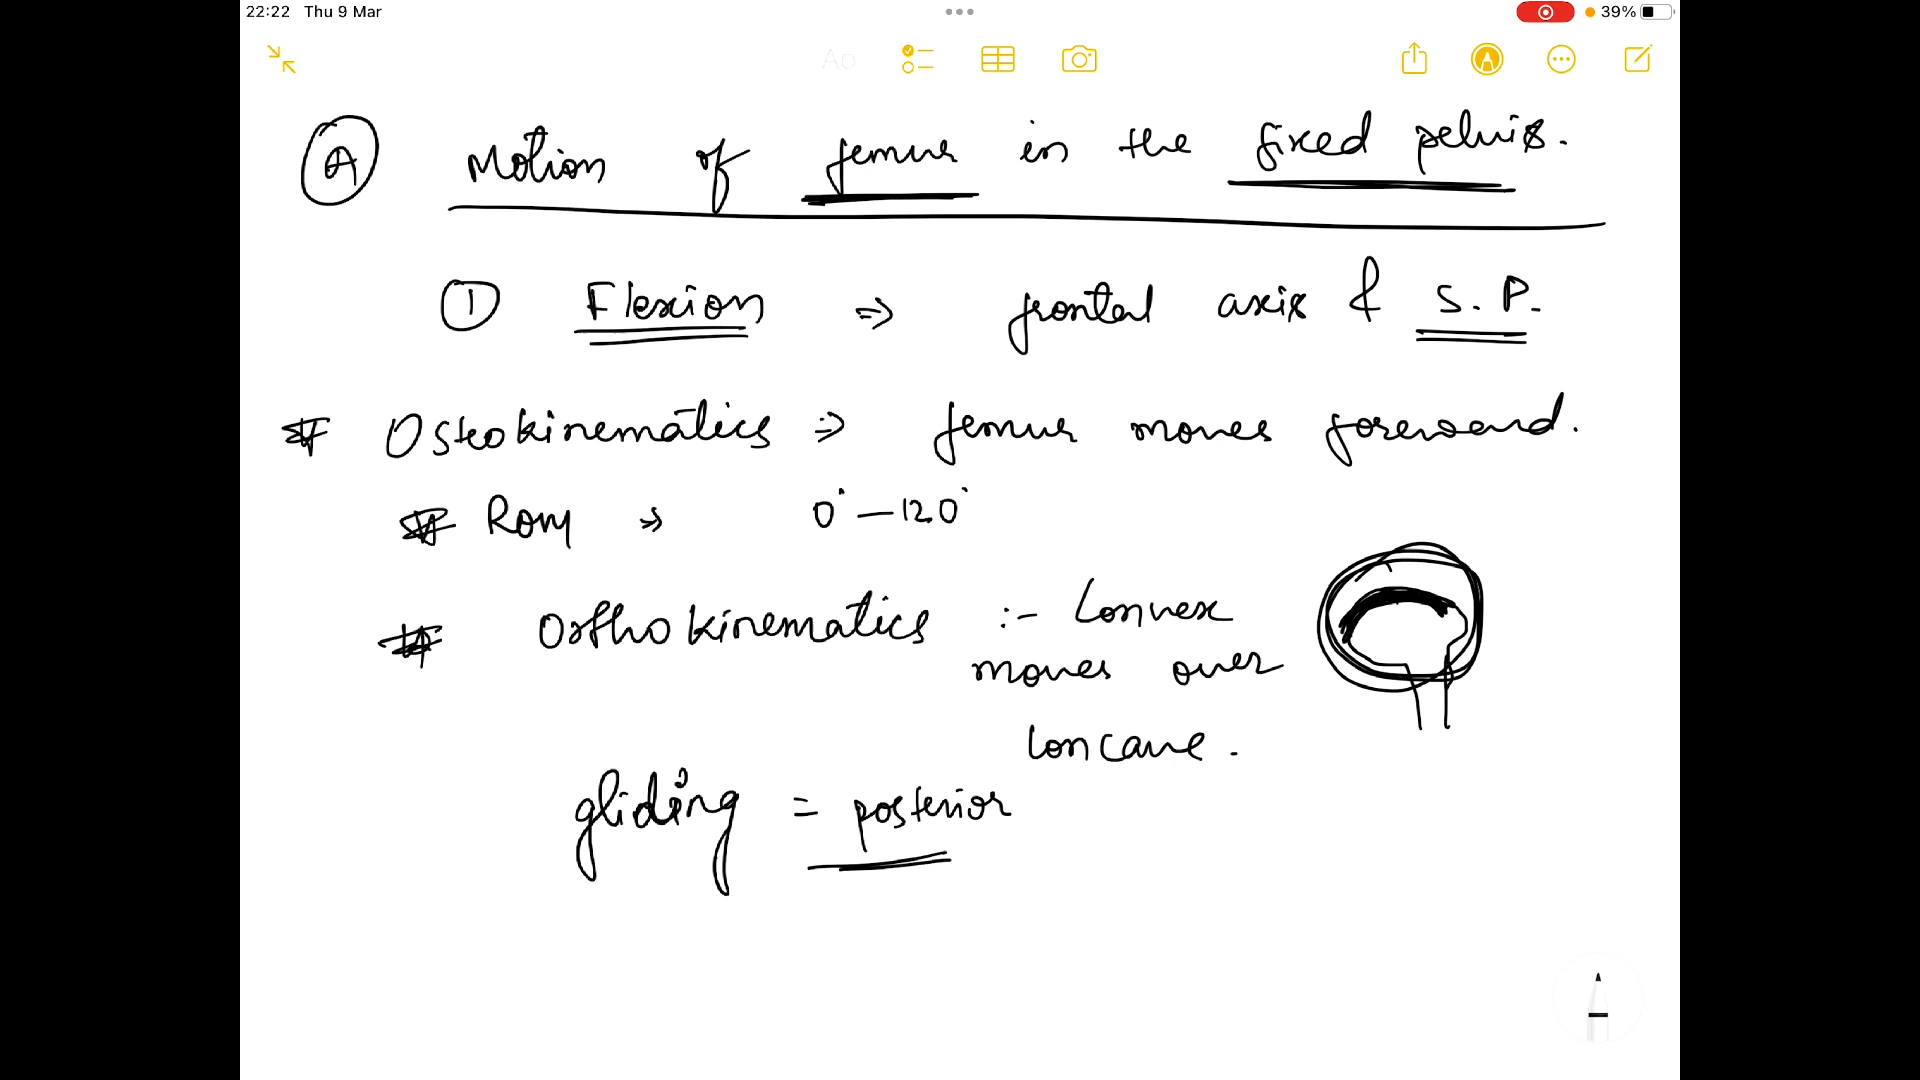 22:22 Thu 9 Mar 39%
A Motion of femur in the fixed pelvis.
① Flexion ⇒ frontal axis & S.P.
Osteokinematics ⇒ femur moves foreward.
ROM ⇒ 0° – 120°
Orthokinematics :- Convex
moves over
Concave.
gliding = posterior